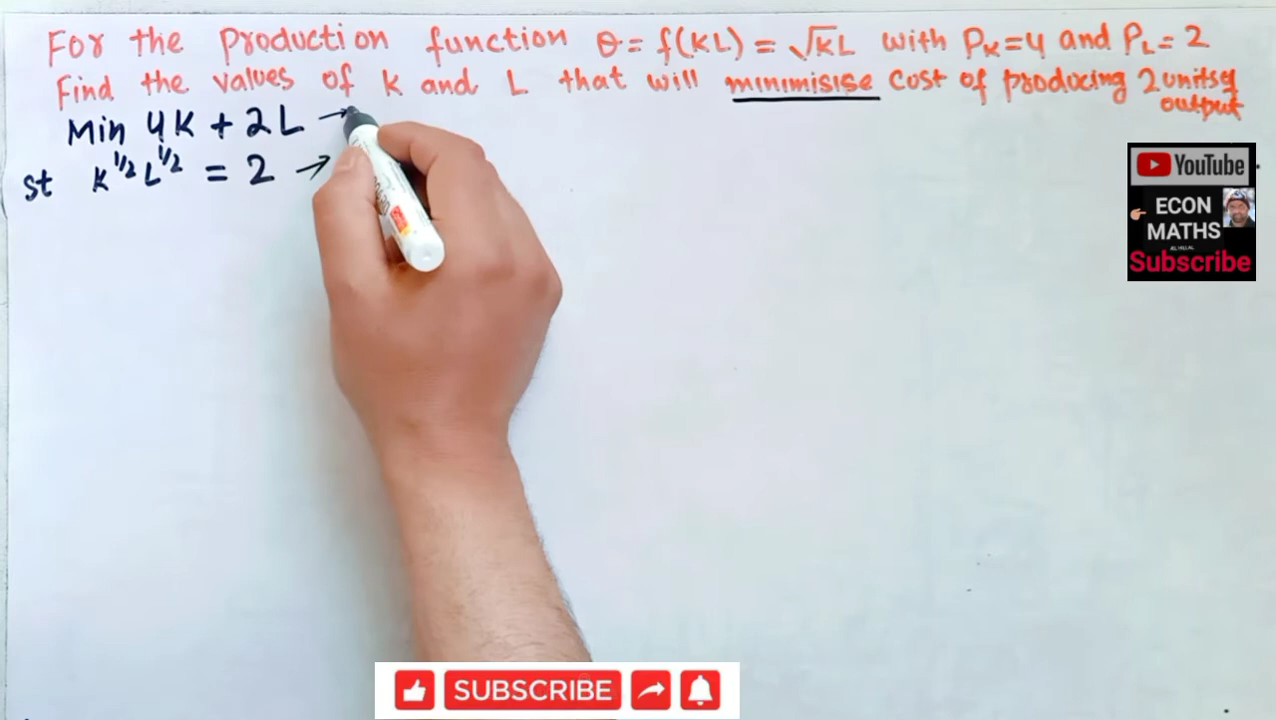 For the production function Q = f(KL) = √KL with PK=4 and PL= 2
Find the values of K and L that will minimisise cost of producing 2 units of
output
Min 4K + 2L →
st K^1/2 L^1/2 = 2 →
YouTube
ECON
MATHS
Subscribe
SUBSCRIBE